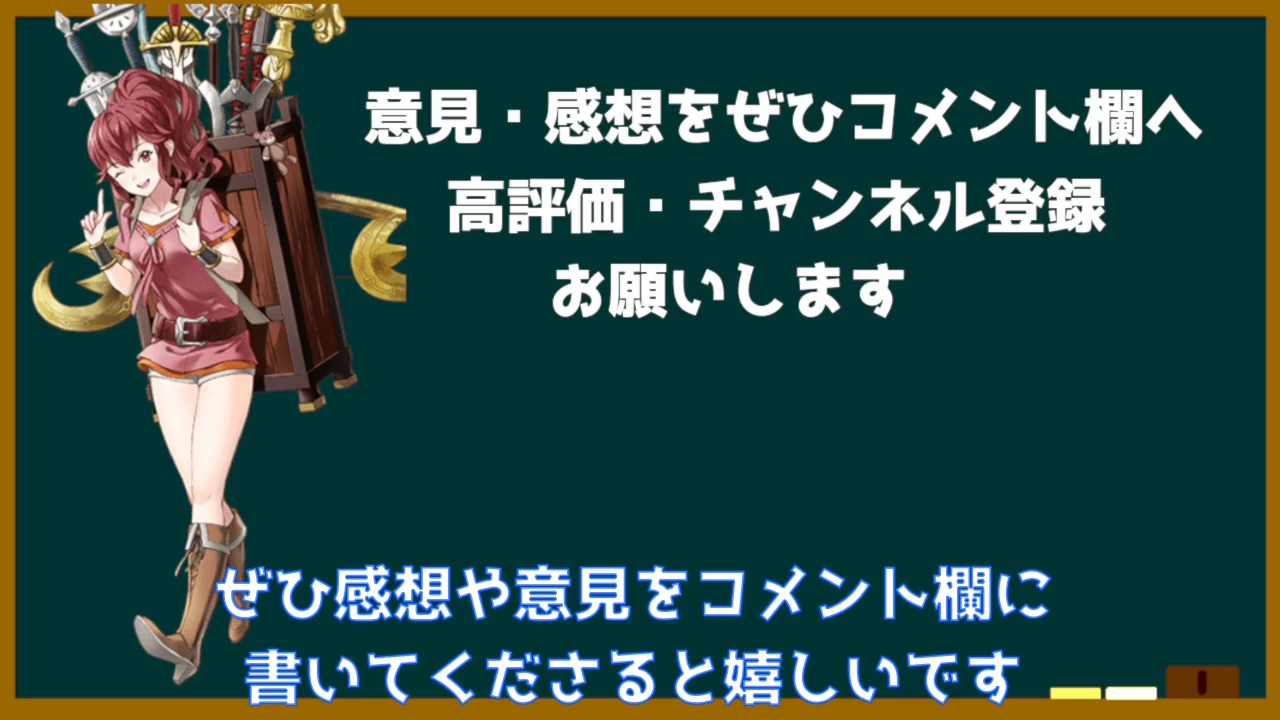 意見・感想をぜひコメント欄へ
高評価・チャンネル登録
お願いします
ぜひ感想や意見をコメント欄に
書いてくださると嬉しいです